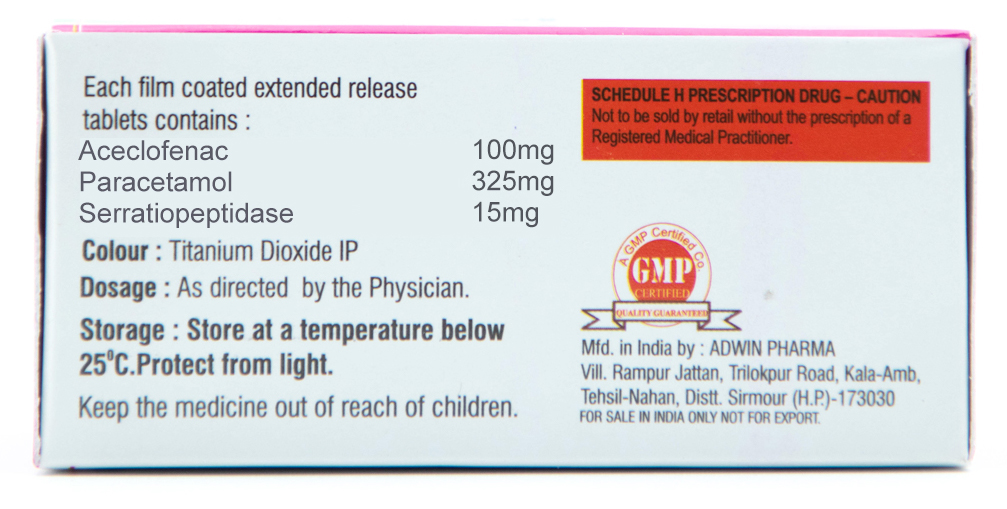 Each film coated extended release
tablets contains :
Aceclofenac 100mg
Paracetamol 325mg
Serratiopeptidase 15mg
Colour : Titanium Dioxide IP
Dosage : As directed by the Physician.
Storage : Store at a temperature below
25⁰C.Protect from light.
Keep the medicine out of reach of children.
SCHEDULE H PRESCRIPTION DRUG – CAUTION
Not to be sold by retail without the prescription of a
Registered Medical Practitioner.
A GMP Certified Co.
GMP
CERTIFIED
QUALITY GUARANTEED
Mfd. in India by : ADWIN PHARMA
Vill. Rampur Jattan, Trilokpur Road, Kala-Amb,
Tehsil-Nahan, Distt. Sirmour (H.P.)-173030
FOR SALE IN INDIA ONLY NOT FOR EXPORT.